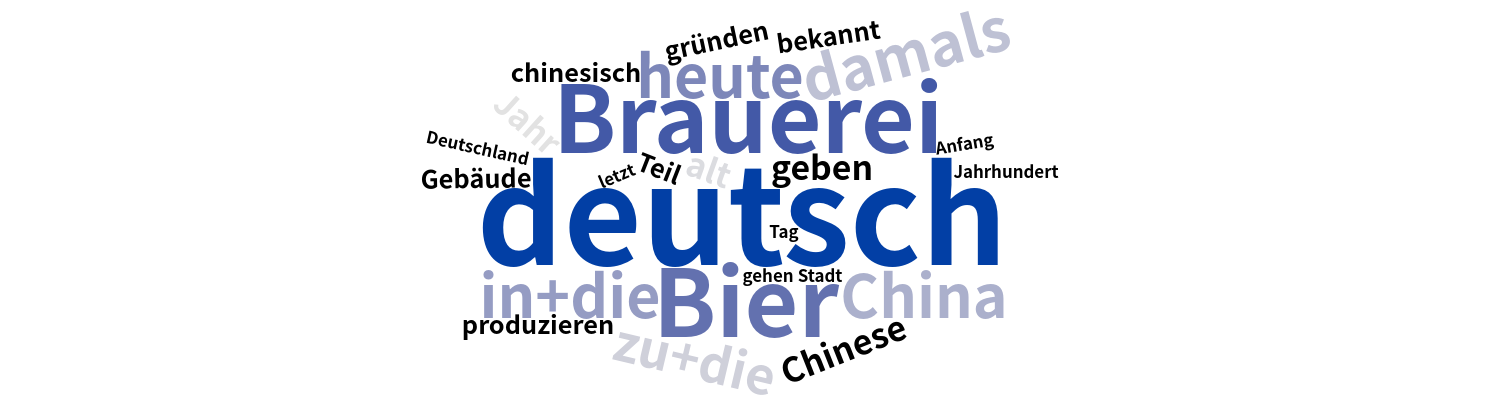 gründen bekannt damals
chinesisch heute
Jahr Brauerei
Deutschland Anfang
Gebäude letzt Teil alt geben Jahrhundert
deutsch
Tag
in+die Bier gehen Stadt China
produzieren
zu+die Chinese